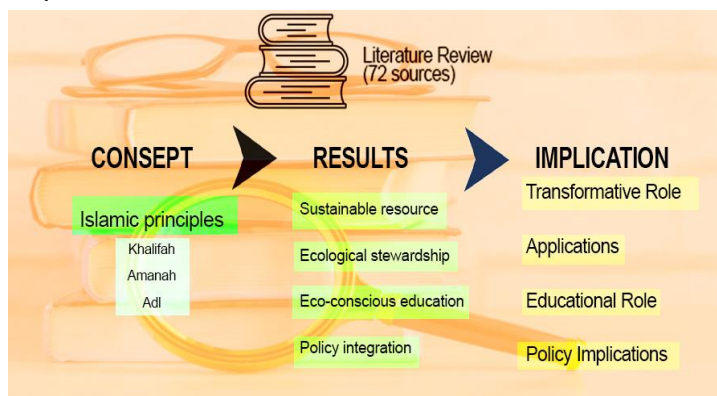 Literature Review
(72 sources)
CONSEPT
RESULTS
IMPLICATION
Islamic principles
Khalifah
Amanah
Adl
Sustainable resource
Ecological stewardship
Eco-conscious education
Policy integration
Transformative Role
Applications
Educational Role
Policy Implications